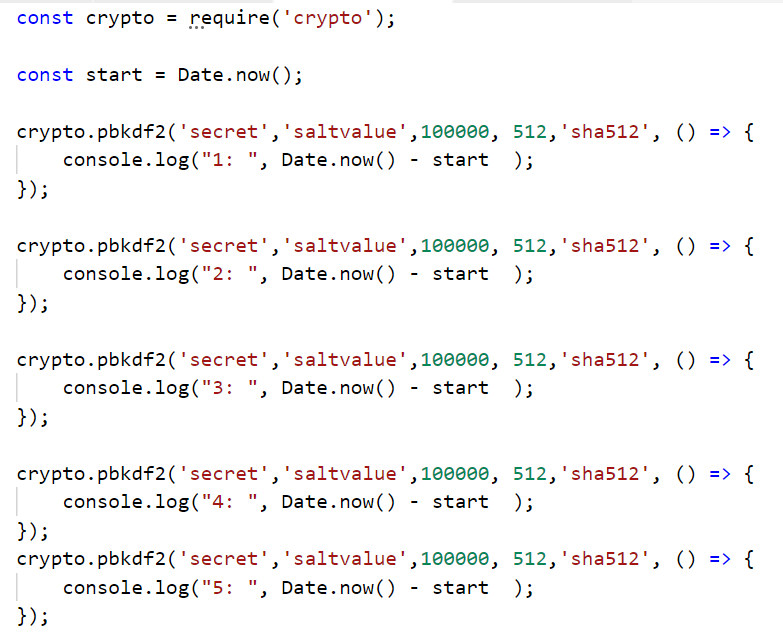 const crypto = require('crypto');
const start = Date.now();
crypto.pbkdf2('secret','saltvalue',100000, 512,'sha512', () => {
    console.log("1: ", Date.now() - start  );
});
crypto.pbkdf2('secret','saltvalue',100000, 512,'sha512', () => {
    console.log("2: ", Date.now() - start  );
});
crypto.pbkdf2('secret','saltvalue',100000, 512,'sha512', () => {
    console.log("3: ", Date.now() - start  );
});
crypto.pbkdf2('secret','saltvalue',100000, 512,'sha512', () => {
    console.log("4: ", Date.now() - start  );
});
crypto.pbkdf2('secret','saltvalue',100000, 512,'sha512', () => {
    console.log("5: ", Date.now() - start  );
});